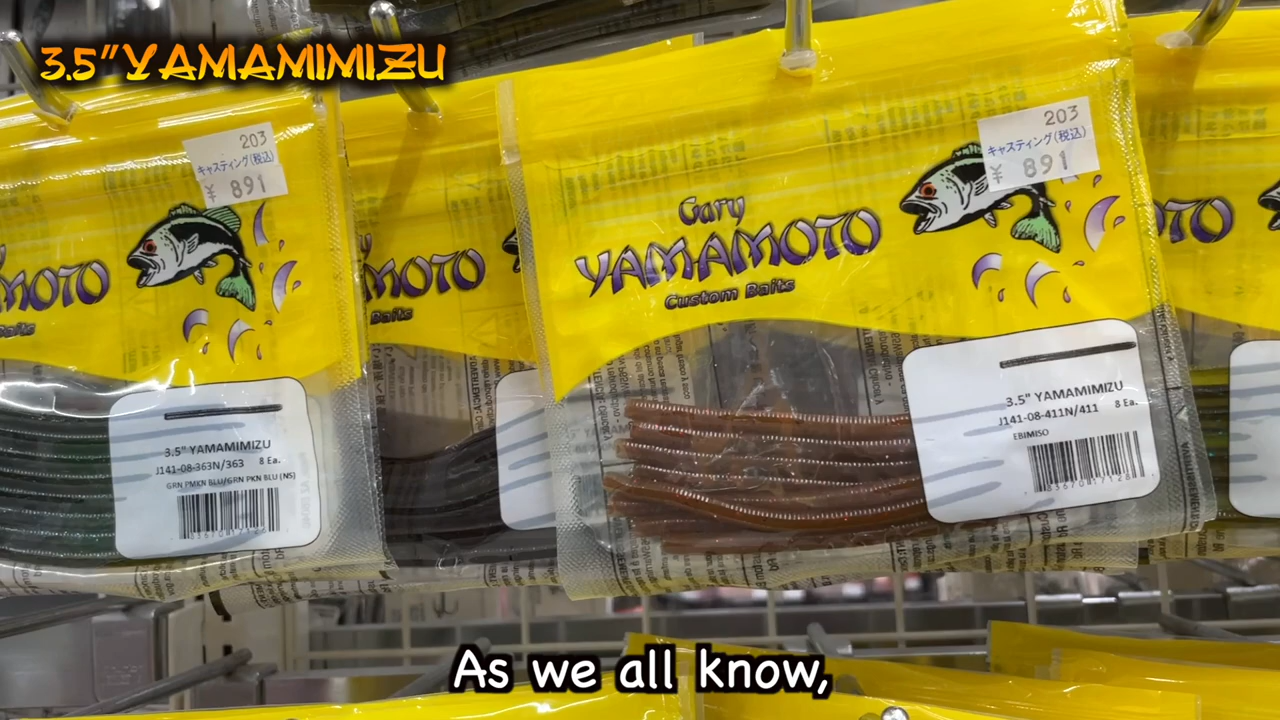 3.5"YAMAMIMIZU
203
キャスティング(税込)
¥ 891
MOTO
Baits
3.5" YAMAMIMIZU
J141-08-363N/363 8 Ea.
GRN PMKN BLU/GRN PKN BLU (NS)
MOTO
Baits
203
キャスティング(税込)
¥ 891
Gary
YAMAMOTO
Custom Baits
3.5" YAMAMIMIZU
J141-08-411N/411 8 Ea.
EBIMISO
OTO
As we all know,